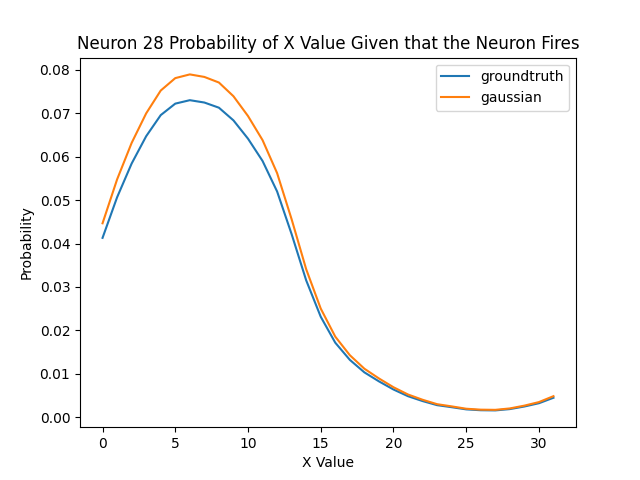 Neuron 28 Probability of X Value Given that the Neuron Fires
groundtruth
gaussian
Probability
0.08
0.07
0.06
0.05
0.04
0.03
0.02
0.01
0.00
0 5 10 15 20 25 30
X Value